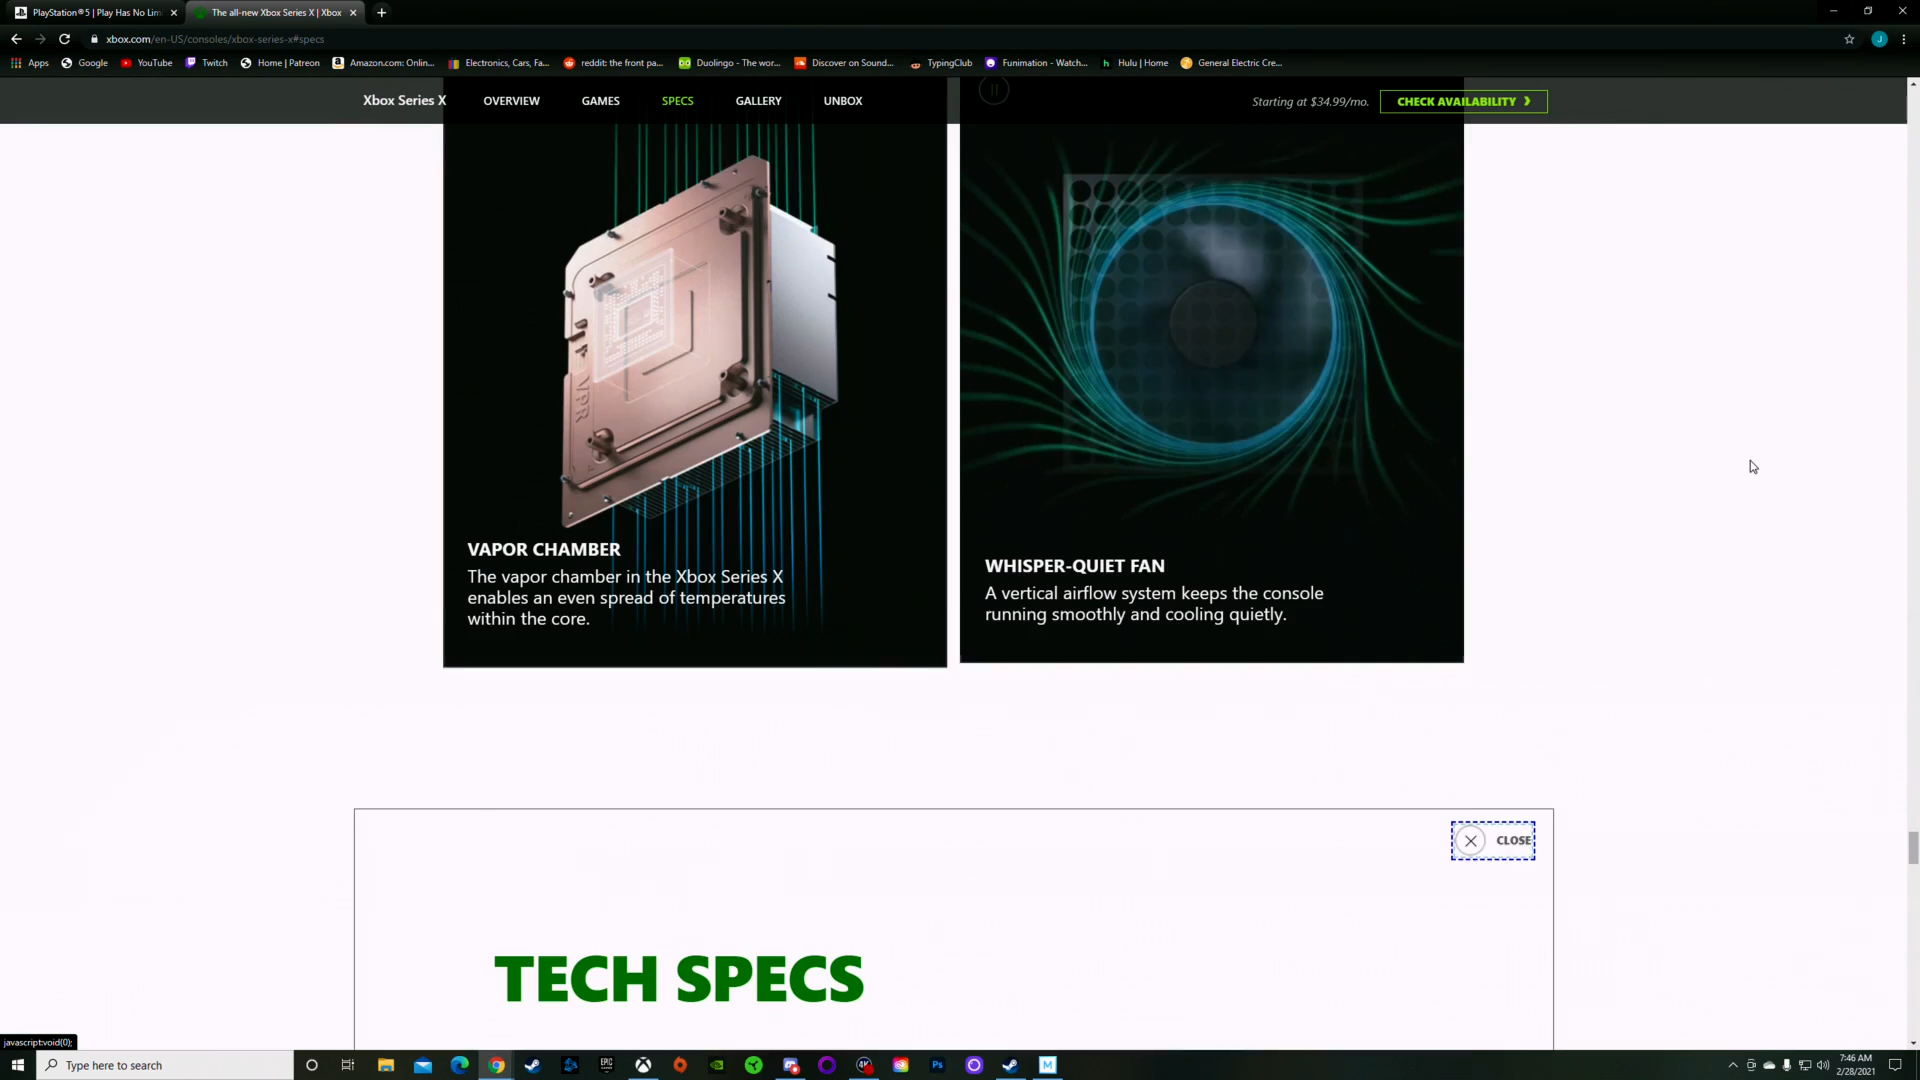 PlayStation®5 | Play Has No Lim
The all-new Xbox Series X | Xbox
xbox.com/en-US/consoles/xbox-series-x#specs
J
Apps
Google
YouTube
Twitch
Home | Patreon
Amazon.com: Onlin...
Electronics, Cars, Fa...
reddit: the front pa...
Duolingo - The wor...
Discover on Sound...
TypingClub
Funimation - Watch...
Hulu | Home
General Electric Cre...
Xbox Series X
OVERVIEW
GAMES
SPECS
GALLERY
UNBOX
Starting at $34.99/mo.
CHECK AVAILABILITY
VPR
VAPOR CHAMBER
The vapor chamber in the Xbox Series X
enables an even spread of temperatures
within the core.
WHISPER-QUIET FAN
A vertical airflow system keeps the console
running smoothly and cooling quietly.
CLOSE
TECH SPECS
javascript:void(0);
Type here to search
EPIC
4K
Ps
M
7:46 AM
2/28/2021